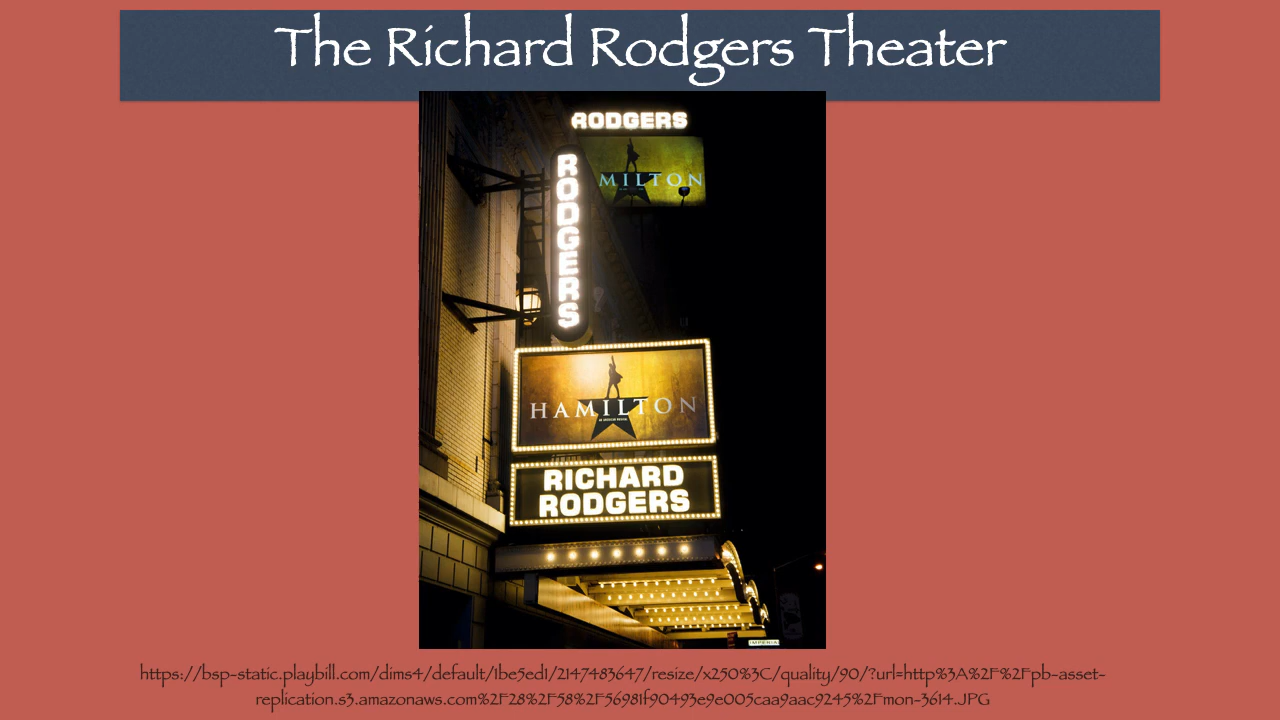 The Richard Rodgers Theater
RODGERS
MILTON
RODGERS
HAMILTON
RICHARD
RODGERS
IMPERIAL
https://bsp-static.playbill.com/dims4/default/1be5ed1/2147483647/resize/x250%3C/quality/90/?url=http%3A%2F%2Fpb-asset-
replication.s3.amazonaws.com%2F28%2F58%2F56981f90493e9e005caa9aac9245%2Fmon-3614.JPG